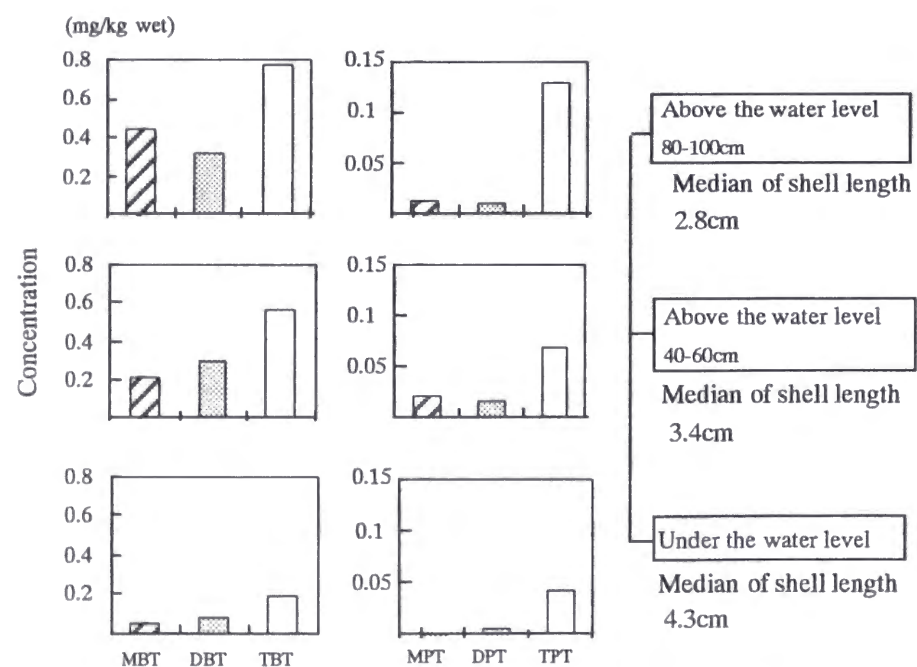 (mg/kg wet)
Concentration
0.8
0.6
0.4
0.2
0.15
0.1
0.05
Above the water level
80-100cm
Median of shell length
2.8cm
0.8
0.6
0.4
0.2
0.15
0.1
0.05
Above the water level
40-60cm
Median of shell length
3.4cm
0.8
0.6
0.4
0.2
MBT DBT TBT
0.15
0.1
0.05
MPT DPT TPT
Under the water level
Median of shell length
4.3cm